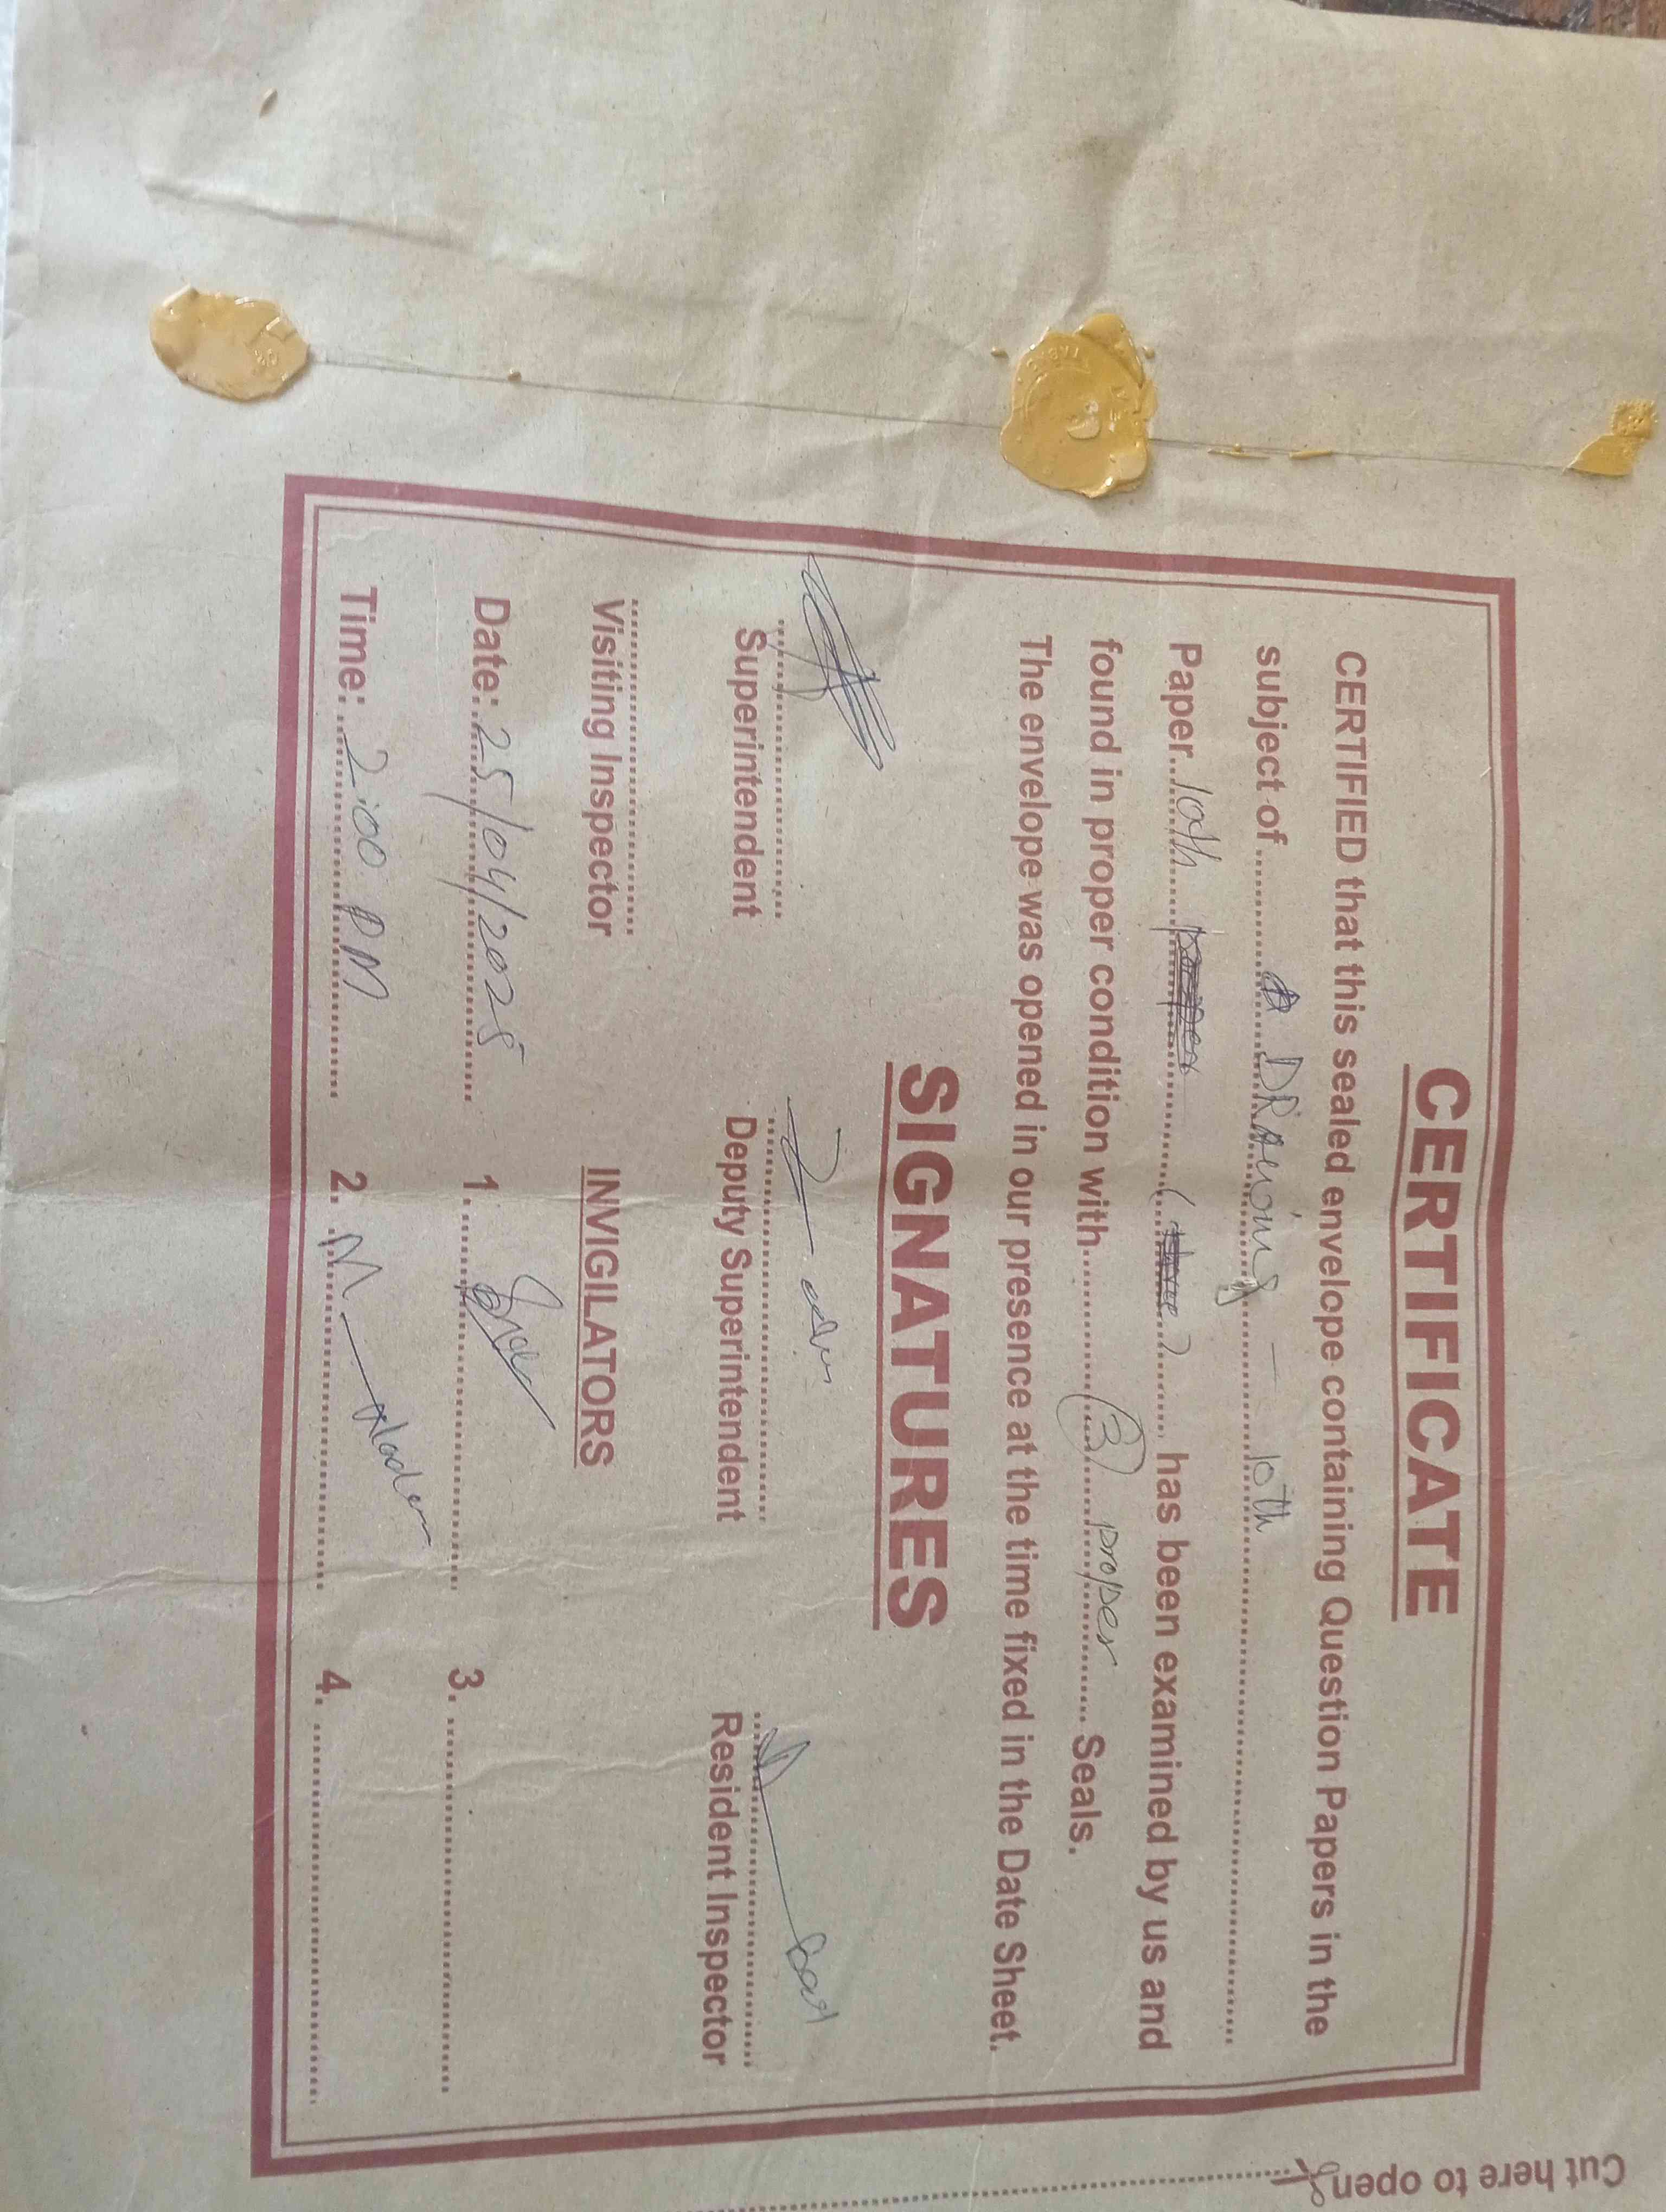 CERTIFICATE
CERTIFIED that this sealed envelope containing Question Papers in the
subject of .......... DRAWing - 10th ..........
Paper.. 10th .......... ( ) .......... has been examined by us and
found in proper condition with .......... (3) proper .......... Seals.
The envelope was opened in our presence at the time fixed in the Date Sheet.
SIGNATURES
Superintendent Deputy Superintendent Resident Inspector
Visiting Inspector INVIGILATORS
Date: 25/04/2025 1. .......... 3. ..........
Time: 2:00 PM 2. .......... 4. ..........
Cut here to open